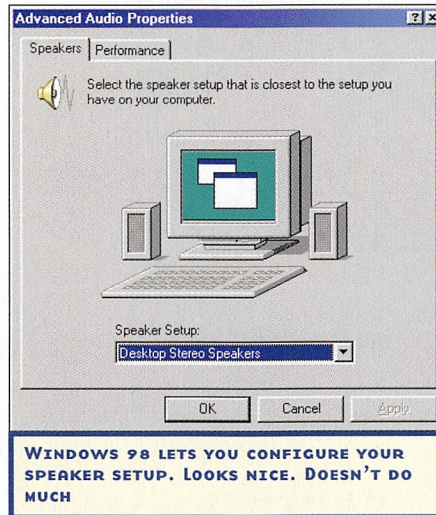 Advanced Audio Properties
Speakers Performance
Select the speaker setup that is closest to the setup you
have on your computer.
Speaker Setup:
Desktop Stereo Speakers
OK Cancel Apply
WINDOWS 98 LETS YOU CONFIGURE YOUR
SPEAKER SETUP. LOOKS NICE. DOESN'T DO
MUCH